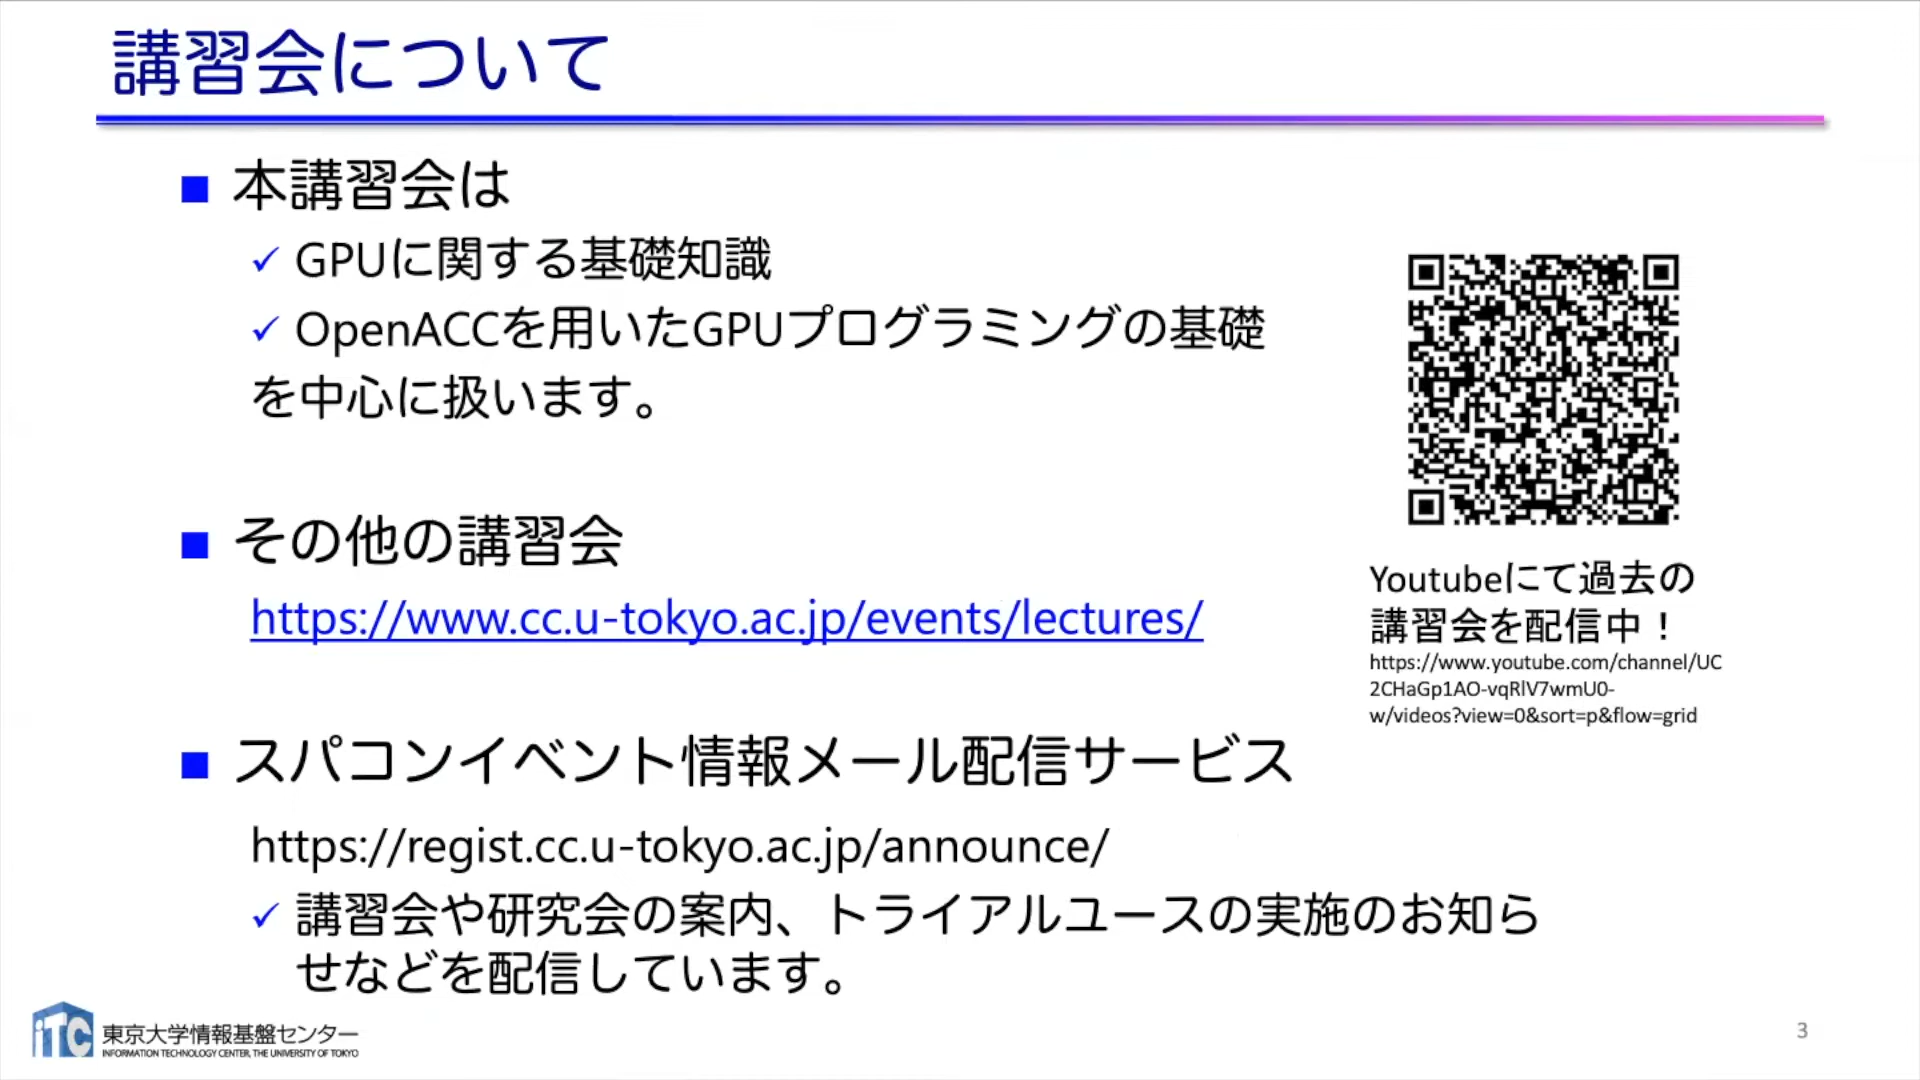 講習会について
本講習会は
GPUに関する基礎知識
OpenACCを用いたGPUプログラミングの基礎
を中心に扱います。
その他の講習会
https://www.cc.u-tokyo.ac.jp/events/lectures/
スパコンイベント情報メール配信サービス
https://regist.cc.u-tokyo.ac.jp/announce/
講習会や研究会の案内、トライアルユースの実施のお知ら
せなどを配信しています。
Youtubeにて過去の
講習会を配信中！
https://www.youtube.com/channel/UC
2CHaGp1AO-vqRlV7wmU0-
w/videos?view=0&sort=p&flow=grid
iTC
東京大学情報基盤センター
INFORMATION TECHNOLOGY CENTER, THE UNIVERSITY OF TOKYO
3